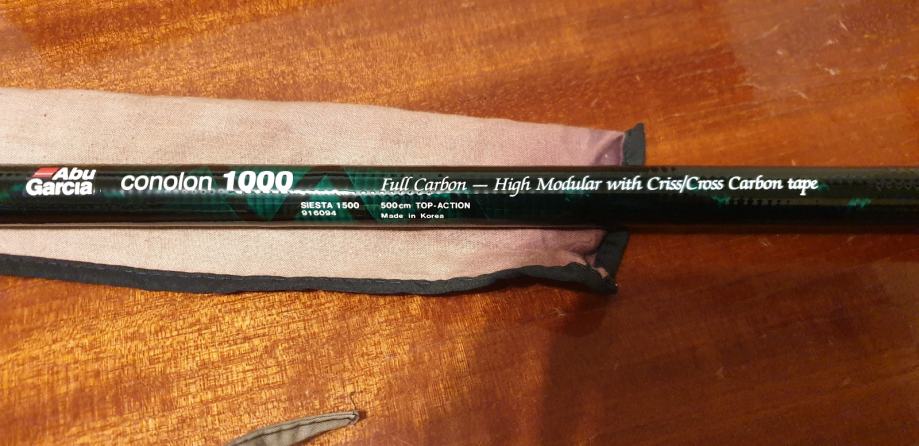 Abu
Garcia
conolon 1000
Full Carbon — High Modular with Criss/Cross Carbon tape
SIESTA 1500 500cm TOP-ACTION
916094 Made in Korea